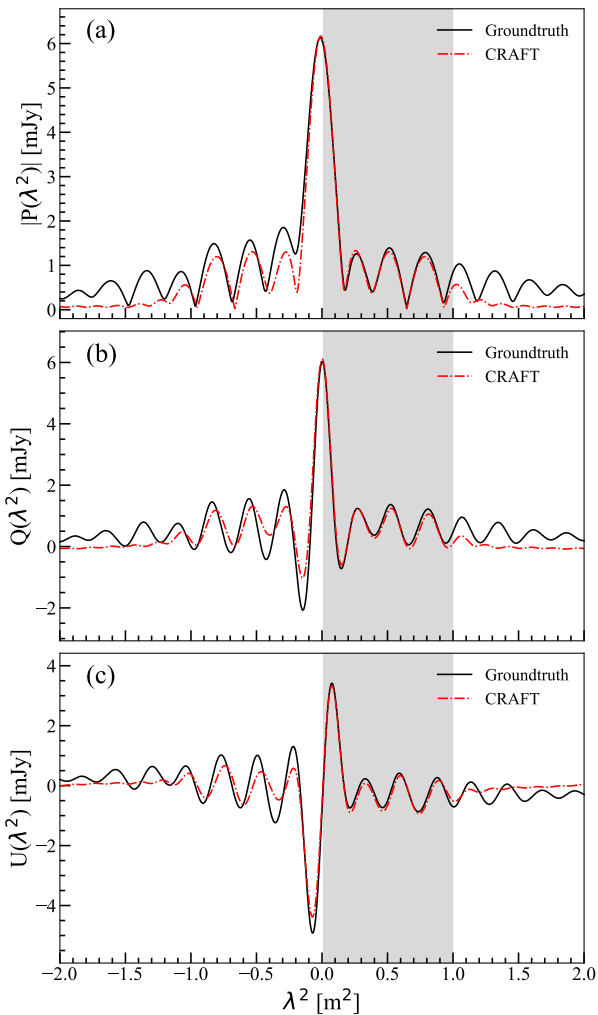 (a)
Groundtruth
CRAFT
|P(λ²)| [mJy]
6
5
4
3
2
1
0
(b)
Groundtruth
CRAFT
Q(λ²) [mJy]
6
4
2
0
−2
(c)
Groundtruth
CRAFT
U(λ²) [mJy]
4
2
0
−2
−4
−2.0 −1.5 −1.0 −0.5 0.0 0.5 1.0 1.5 2.0
λ² [m²]